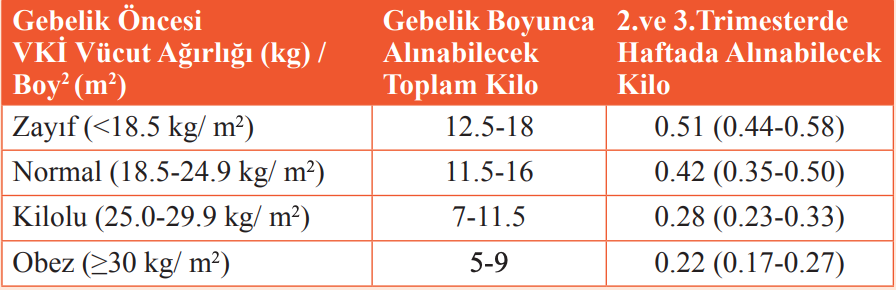 Gebelik Öncesi
VKİ Vücut Ağırlığı (kg) /
Boy² (m²)
Gebelik Boyunca
Alınabilecek
Toplam Kilo
2.ve 3.Trimesterde
Haftada Alınabilecek
Kilo
Zayıf (<18.5 kg/ m²) 12.5-18 0.51 (0.44-0.58)
Normal (18.5-24.9 kg/ m²) 11.5-16 0.42 (0.35-0.50)
Kilolu (25.0-29.9 kg/ m²) 7-11.5 0.28 (0.23-0.33)
Obez (≥30 kg/ m²) 5-9 0.22 (0.17-0.27)